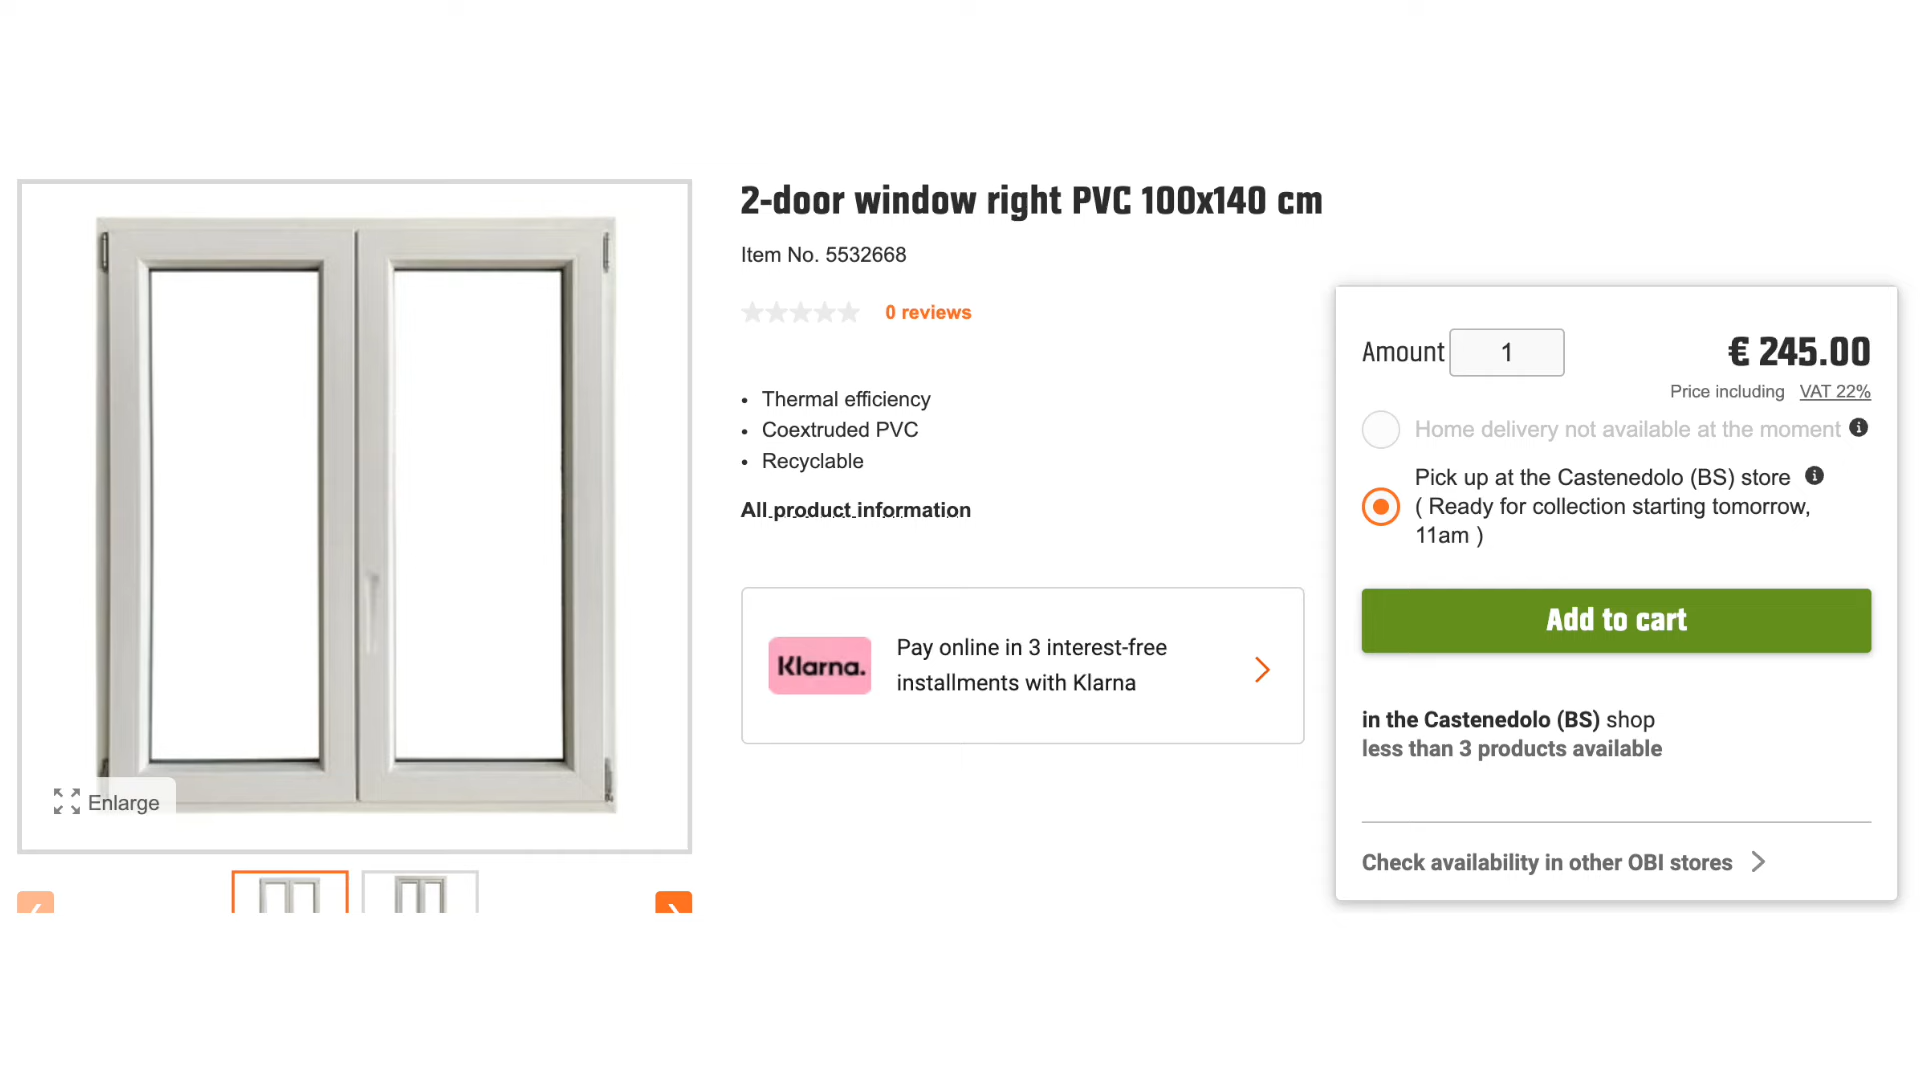 2-door window right PVC 100x140 cm
Item No. 5532668
0 reviews
Thermal efficiency
Coextruded PVC
Recyclable
All product information
Klarna.
Pay online in 3 interest-free
installments with Klarna
Enlarge
Amount 1 € 245.00
Price including VAT 22%
Home delivery not available at the moment
Pick up at the Castenedolo (BS) store
( Ready for collection starting tomorrow,
11am )
Add to cart
in the Castenedolo (BS) shop
less than 3 products available
Check availability in other OBI stores